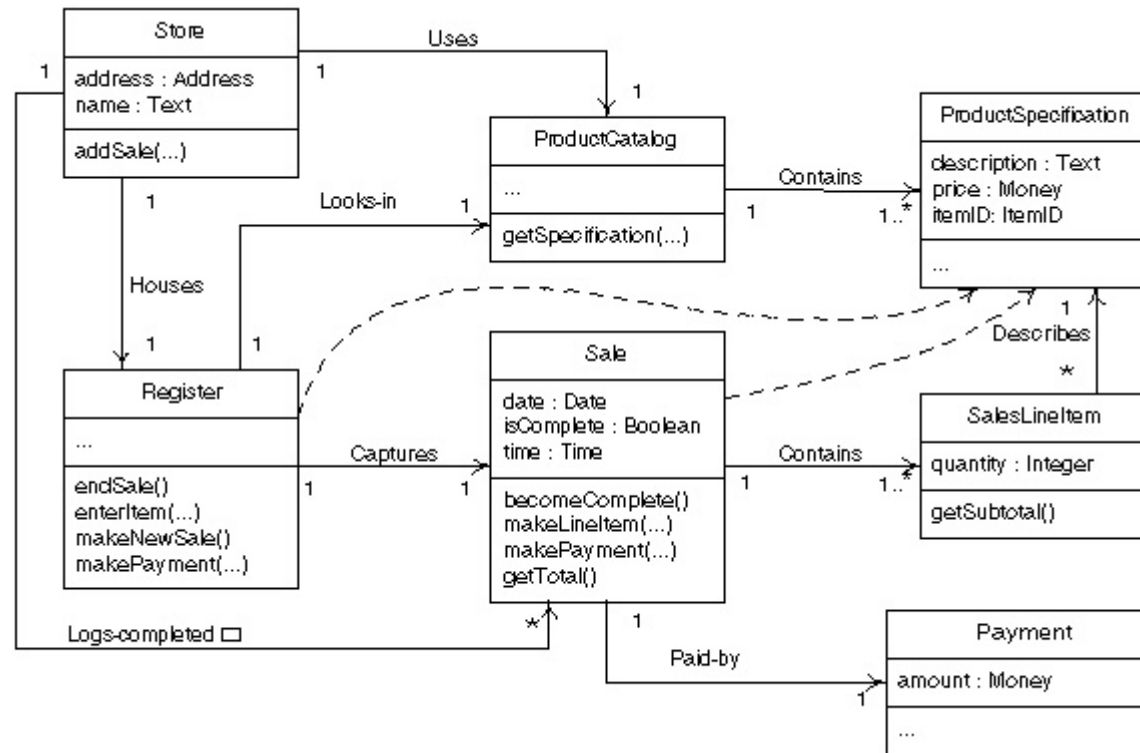 Store
address : Address
name : Text
addSale(...)
1
1
Uses
1
ProductCatalog
...
getSpecification(...)
Contains
1
1..*
ProductSpecification
description : Text
price : Money
itemID: ItemID
...
1
Houses
1
Looks-in
1
1
Register
...
endSale()
enterItem(...)
makeNewSale()
makePayment(...)
Captures
1
1
Sale
date : Date
isComplete : Boolean
time : Time
becomeComplete()
makeLineItem(...)
makePayment(...)
getTotal()
Contains
1
1..*
1
Describes
*
SalesLineItem
quantity : Integer
getSubtotal()
Logs-completed
*
1
Paid-by
1
Payment
amount : Money
...